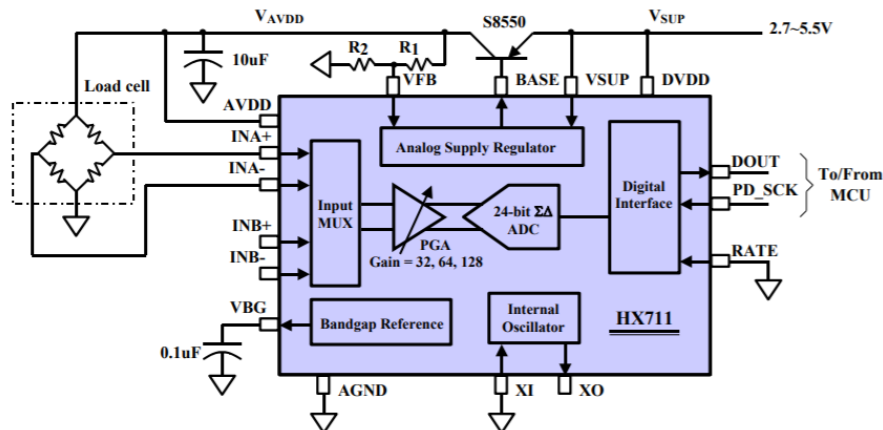 V_AVDD
S8550
V_SUP
2.7~5.5V
10uF
R2
R1
Load cell
VFB
BASE
VSUP
DVDD
AVDD
INA+
INA-
INB+
INB-
VBG
0.1uF
Analog Supply Regulator
Input
MUX
PGA
Gain = 32, 64, 128
24-bit ΣΔ
ADC
Digital
Interface
DOUT
PD_SCK
RATE
To/From
MCU
Bandgap Reference
Internal
Oscillator
HX711
AGND
XI
XO